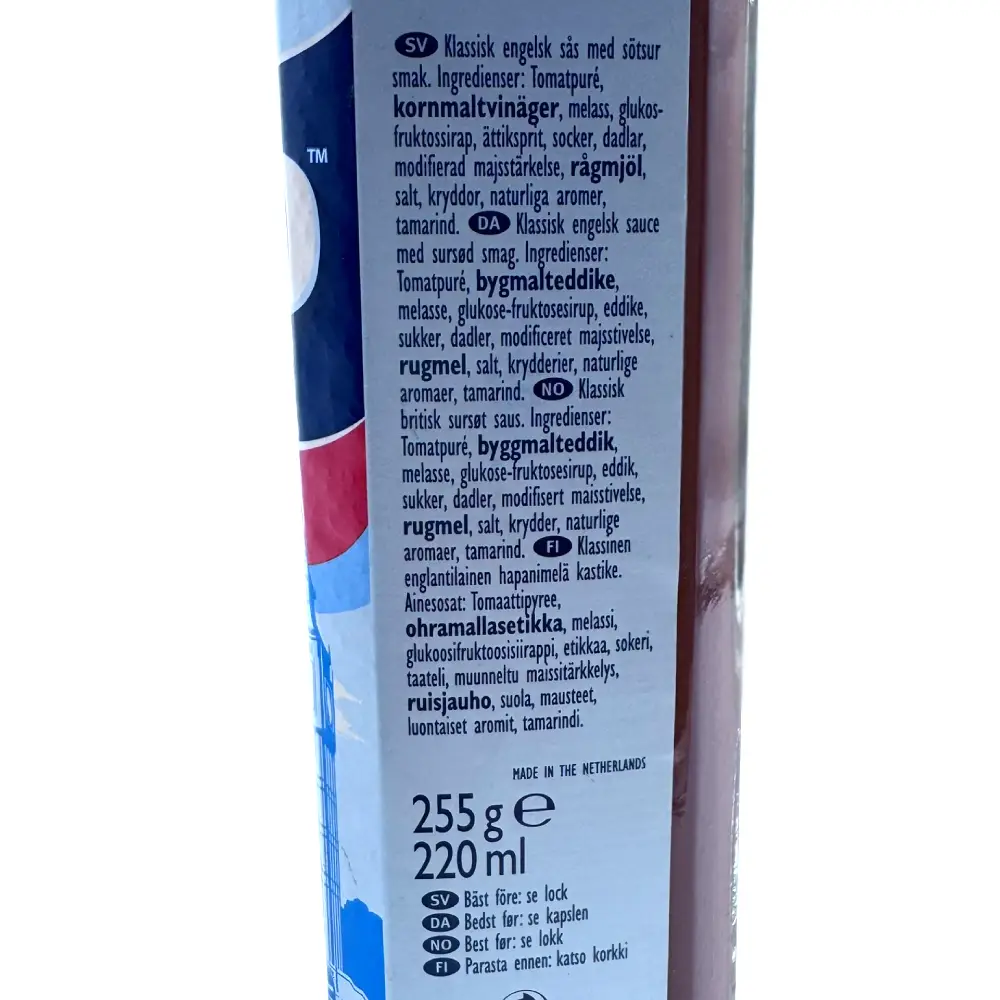 TM
SV Klassisk engelsk sås med sötsur
smak. Ingredienser: Tomatpuré,
kornmaltvinäger, melass, glukos-
fruktossirap, ättiksprit, socker, dadlar,
modifierad majsstärkelse, rågmjöl,
salt, kryddor, naturliga aromer,
tamarind. DA Klassisk engelsk sauce
med sursød smag. Ingredienser:
Tomatpuré, bygmalteddike,
melasse, glukose-fruktosesirup, eddike,
sukker, dadler, modificeret majsstivelse,
rugmel, salt, krydderier, naturlige
aromaer, tamarind. NO Klassisk
britisk sursøt saus. Ingredienser:
Tomatpuré, byggmalteddik,
melasse, glukose-fruktosesirup, eddik,
sukker, dadler, modifisert maisstivelse,
rugmel, salt, krydder, naturlige
aromaer, tamarind. FI Klassinen
englantilainen hapanimelä kastike.
Ainesosat: Tomaattipyree,
ohramallasetikka, melassi,
glukoosifruktoosisiirappi, etikkaa, sokeri,
taateli, muunneltu maissitärkkelys,
ruisjauho, suola, mausteet,
luontaiset aromit, tamarindi.
MADE IN THE NETHERLANDS
255 g e
220 ml
SV Bäst före: se lock
DA Bedst før: se kapslen
NO Best før: se lokk
FI Parasta ennen: katso korkki